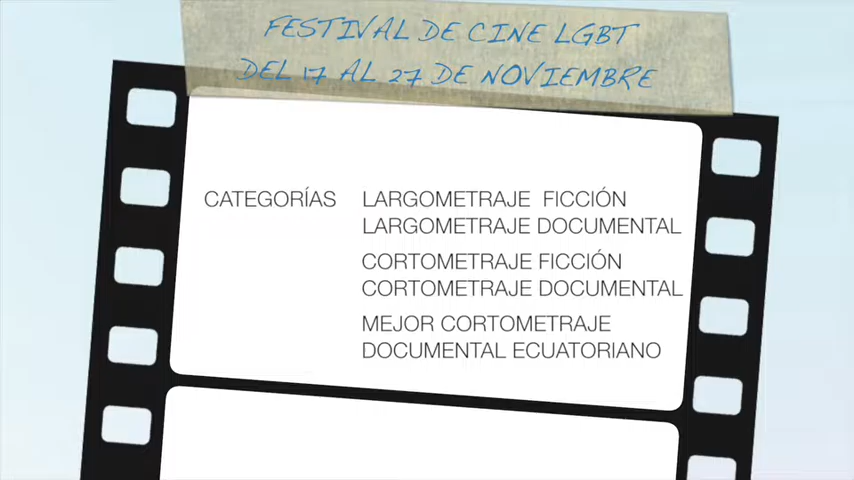 FESTIVAL DE CINE LGBT
DEL 17 AL 27 DE NOVIEMBRE
CATEGORÍAS LARGOMETRAJE FICCIÓN
LARGOMETRAJE DOCUMENTAL
CORTOMETRAJE FICCIÓN
CORTOMETRAJE DOCUMENTAL
MEJOR CORTOMETRAJE
DOCUMENTAL ECUATORIANO